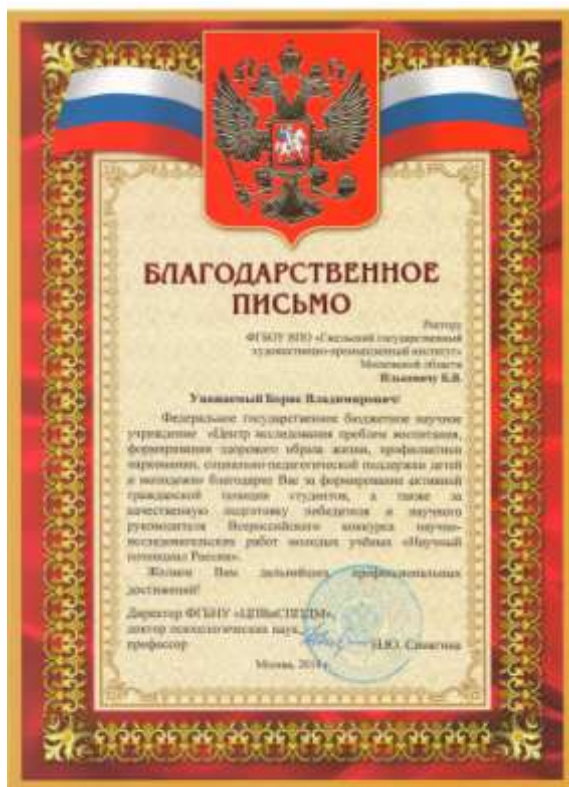 БЛАГОДАРСТВЕННОЕ
ПИСЬМО
Ректору
ФГБОУ ВПО «Гжельский государственный
художественно-промышленный институт»
Московской области
Илькевичу Б.В.
Уважаемый Борис Владимирович!
Федеральное государственное бюджетное научное
учреждение «Центр исследования проблем воспитания,
формирования здорового образа жизни, профилактики
наркомании, социально-педагогической поддержки детей
и молодежи» благодарит Вас за формирование активной
гражданской позиции студентов, а также за
качественную подготовку победителя и научного
руководителя Всероссийского конкурса научно-
исследовательских работ молодых учёных «Научный
потенциал России».
Желаем Вам дальнейших профессиональных
достижений!
Директор ФГБНУ
доктор психологических наук,
профессор Н.Ю. Синягина
Москва, 2014 г.